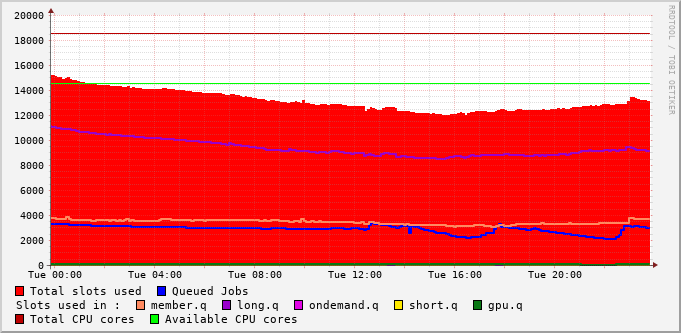 20000
18000
16000
14000
12000
10000
8000
6000
4000
2000
0
Tue 00:00 Tue 04:00 Tue 08:00 Tue 12:00 Tue 16:00 Tue 20:00
Total slots used Queued Jobs
Slots used in : member.q long.q ondemand.q short.q gpu.q
Total CPU cores Available CPU cores
RRDTOOL / TOBI OETIKER